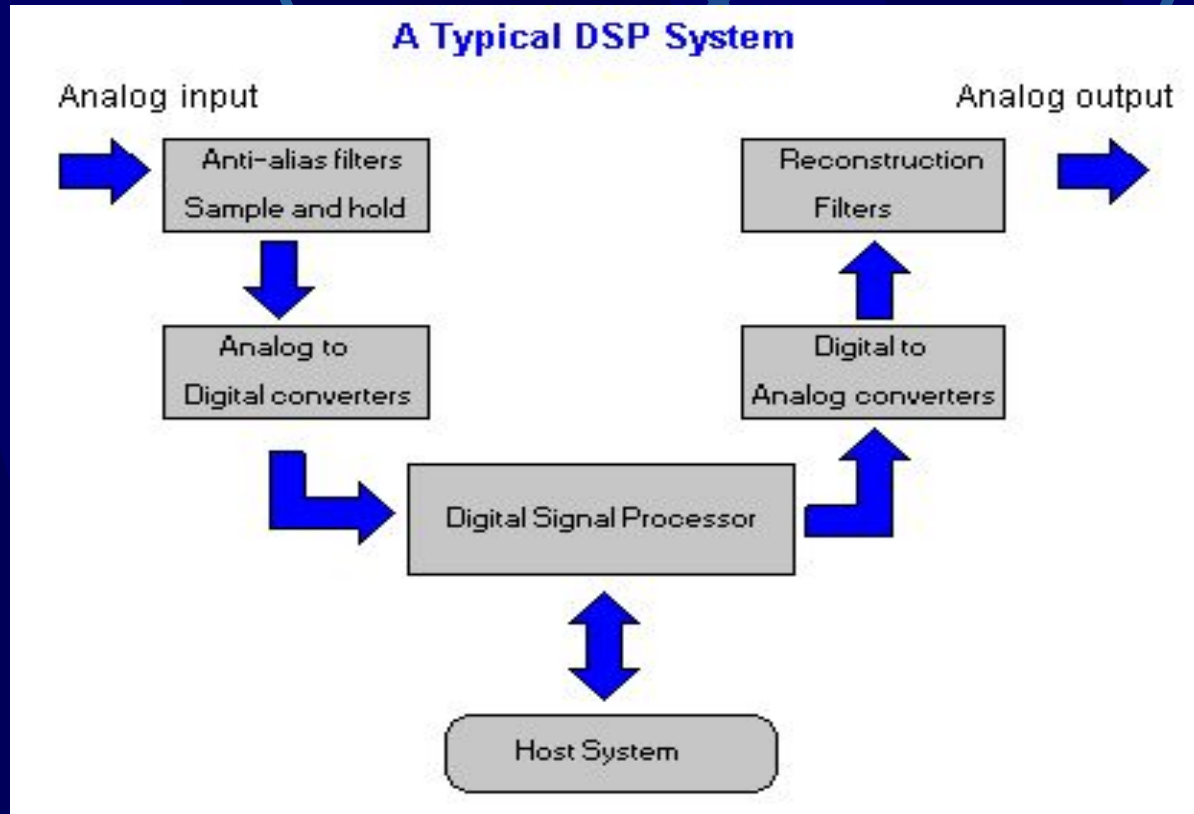 A Typical DSP System
Analog input
Analog output
Anti-alias filters
Sample and hold
Reconstruction
Filters
Analog to
Digital converters
Digital to
Analog converters
Digital Signal Processor
Host System